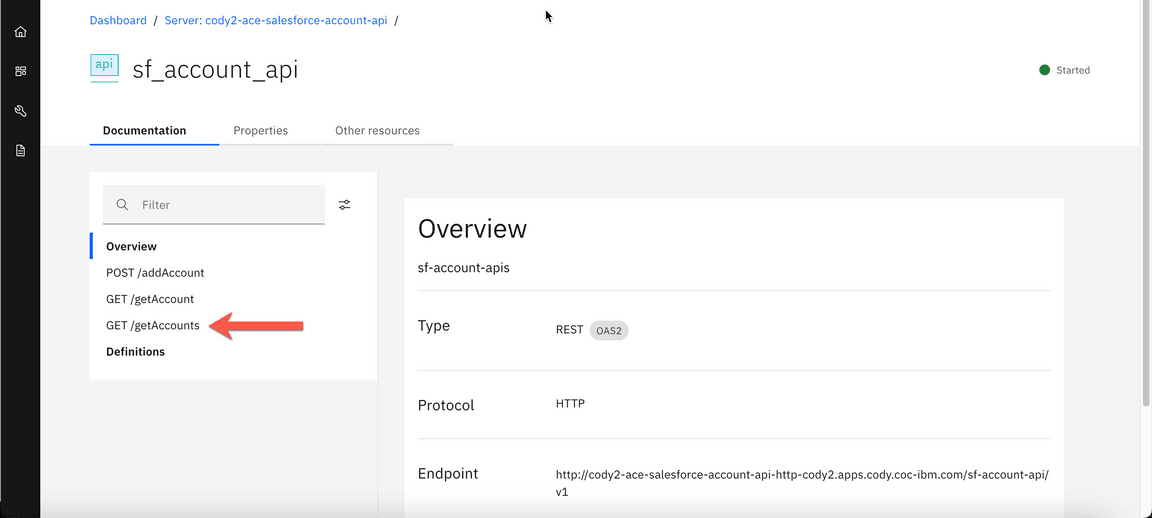 Dashboard / Server: cody2-ace-salesforce-account-api /
api
sf_account_api
Started
Documentation
Properties
Other resources
Filter
Overview
POST /addAccount
GET /getAccount
GET /getAccounts
Definitions
Overview
sf-account-apis
Type
REST OAS2
Protocol
HTTP
Endpoint
http://cody2-ace-salesforce-account-api-http-cody2.apps.cody.coc-ibm.com/sf-account-api/
v1